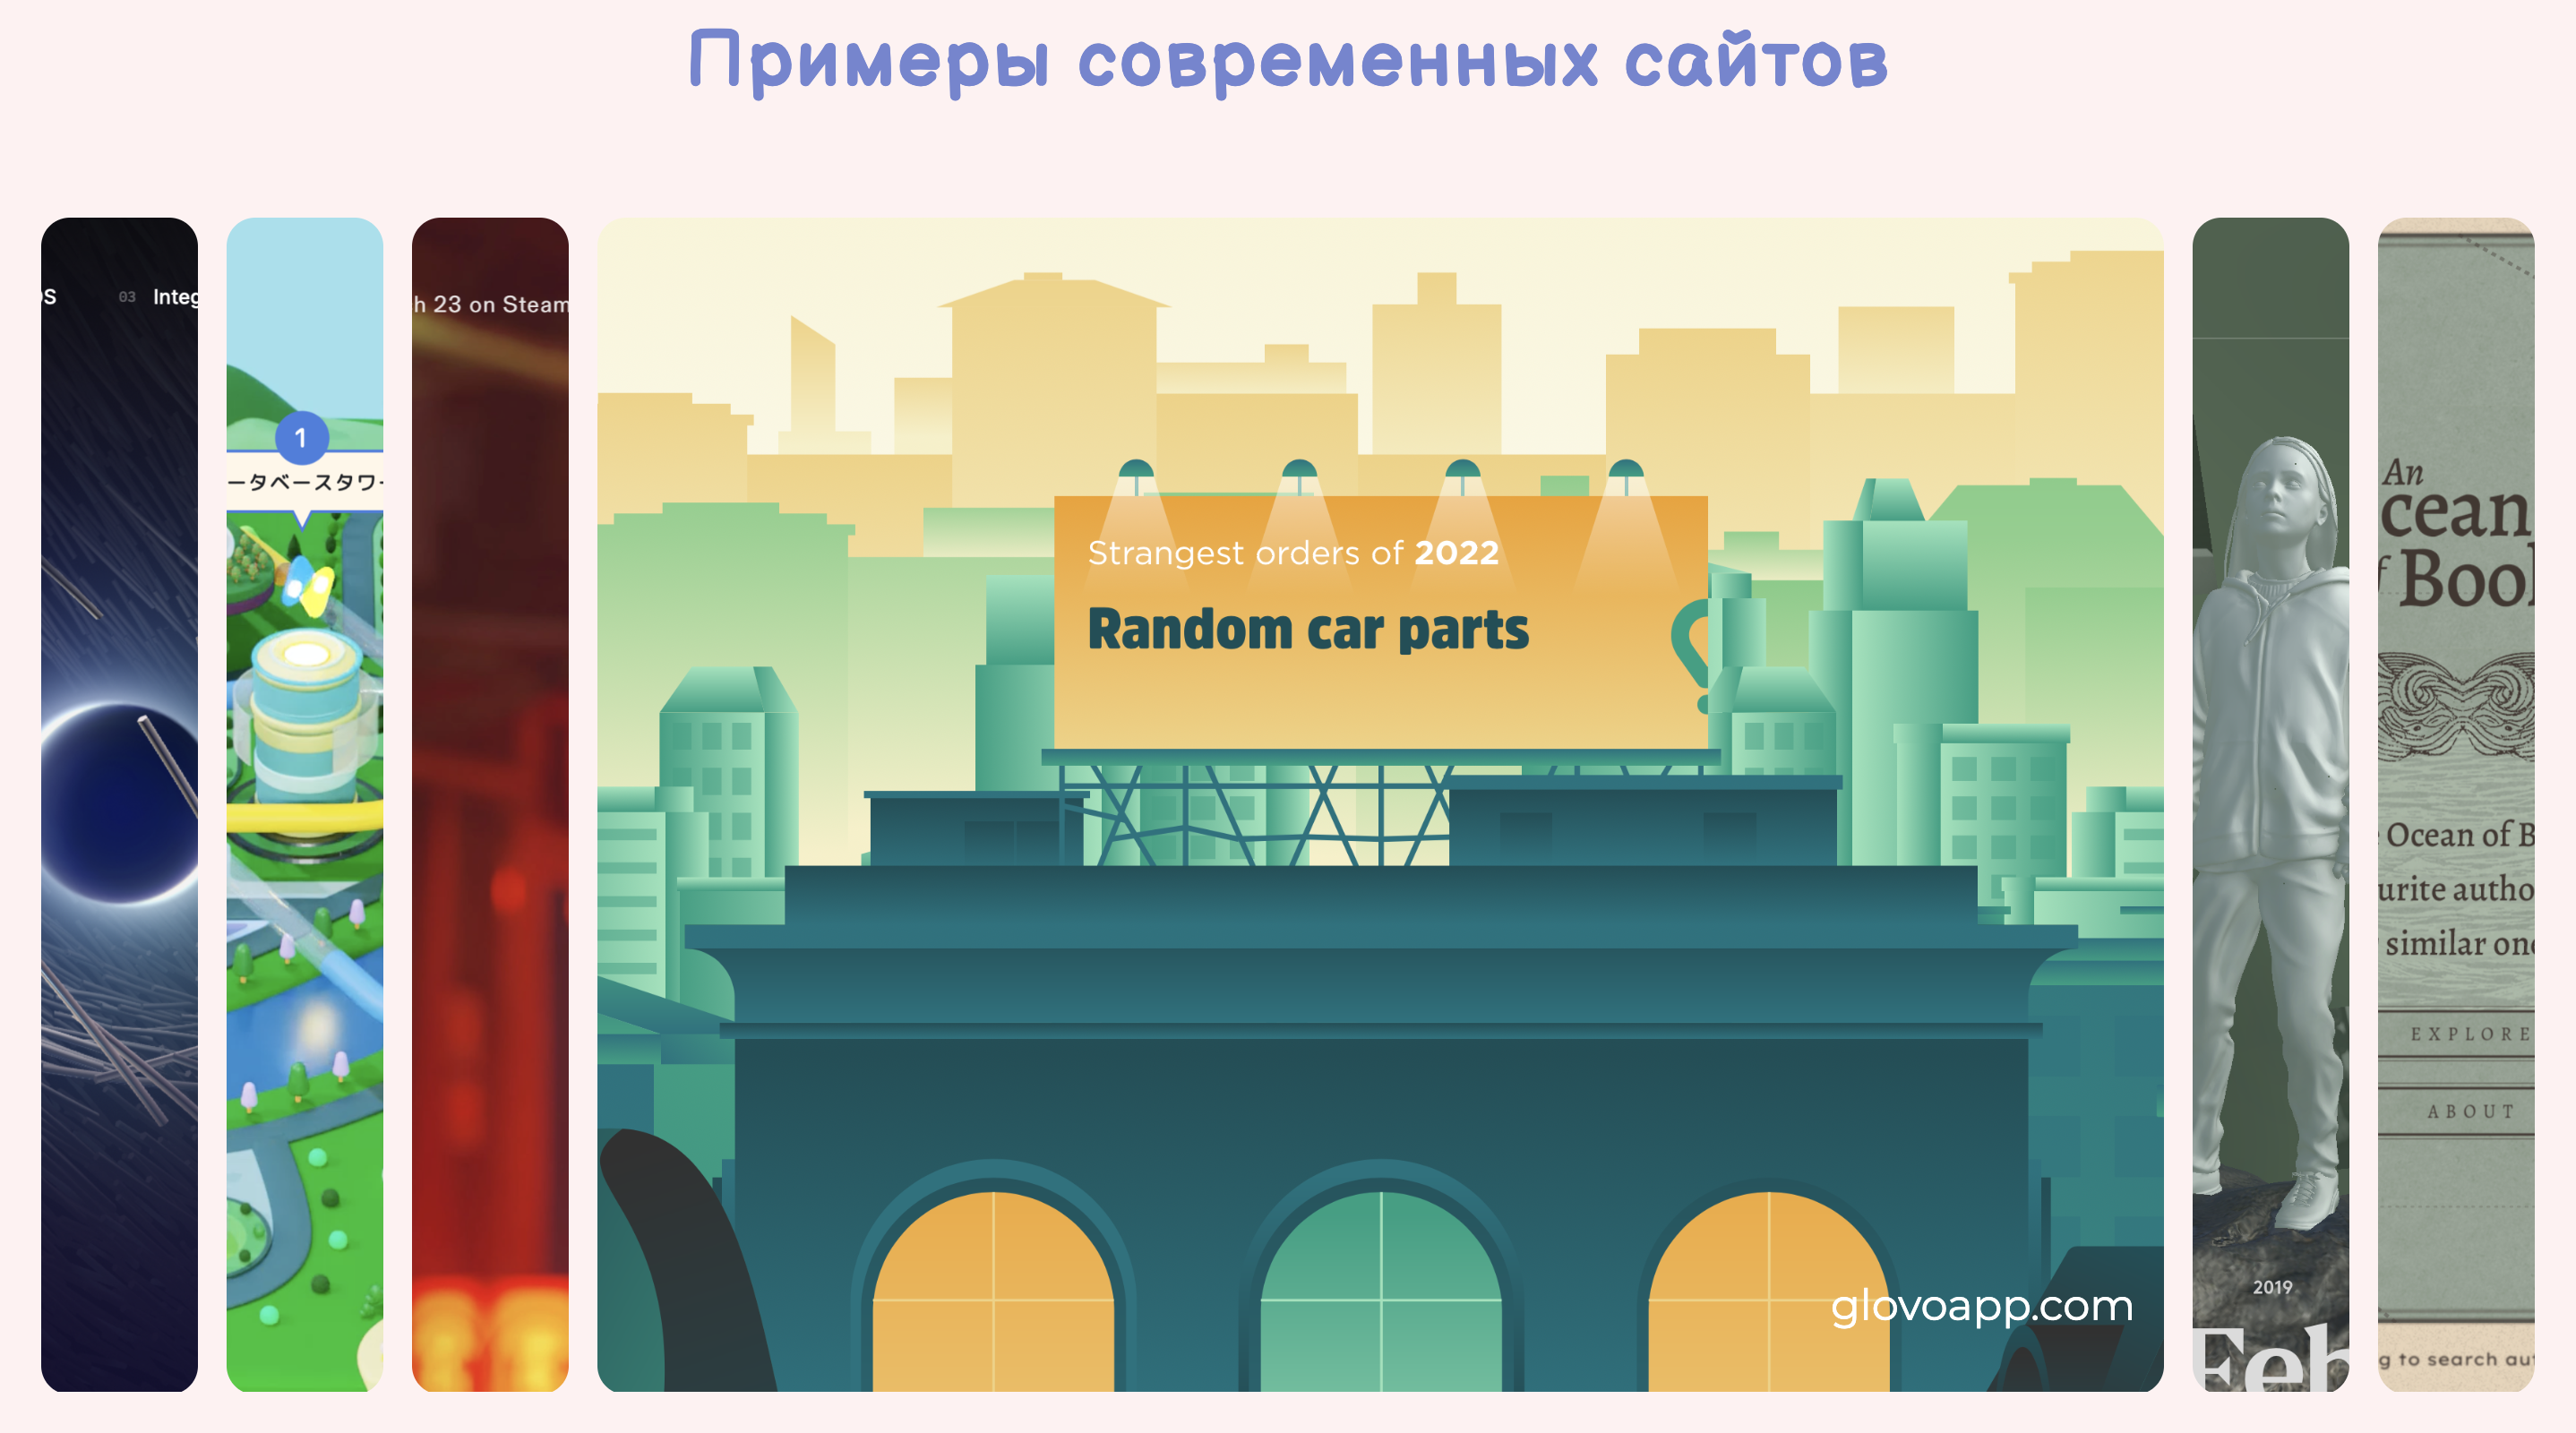 Примеры современных сайтов
03 Integ
1
ータベースタワー
h 23 on Steam
Strangest orders of 2022
Random car parts
glovoapp.com
2019
Feb
An
cean
f Boo
Ocean of B
urite autho
similar one
EXPLORE
ABOUT
g to search aut